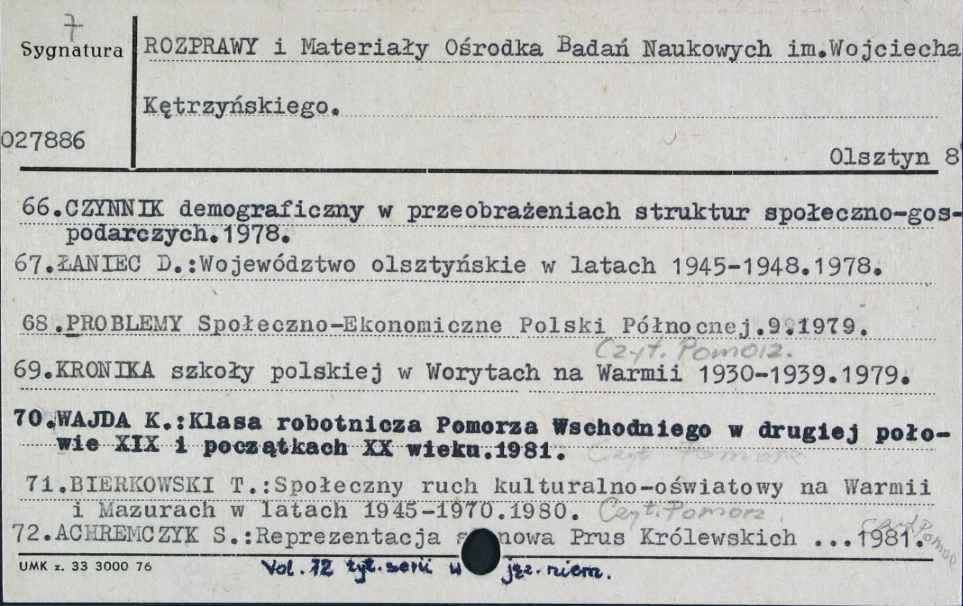 7
Sygnatura
ROZPRAWY i Materiały Ośrodka Badań Naukowych im.Wojciecha
Kętrzyńskiego.
027886
Olsztyn 8
66.CZYNNIK demograficzny w przeobrażeniach struktur społeczno-gos-
podarczych.1978.
67.ŁANIEC D.:Województwo olsztyńskie w latach 1945-1948.1978.
68.PROBLEMY Społeczno-Ekonomiczne Polski Północnej.9.1979.
Czyt. Pomorz.
69.KRONIKA szkoły polskiej w Worytach na Warmii 1930-1939.1979.
70.WAJDA K.:Klasa robotnicza Pomorza Wschodniego w drugiej poło-
wie XIX i początkach XX wieku.1981.
Czyt Pomorz
71.BIERKOWSKI T.:Społeczny ruch kulturalno-oświatowy na Warmii
i Mazurach w latach 1945-1970.1980.
Czyt.Pomorz.
72.ACHREMCZYK S.:Reprezentacja s nowa Prus Królewskich ...1981.
Pomorz
UMK z. 33 3000 76
Vol. 72 tyt. serii w jęz. niem.